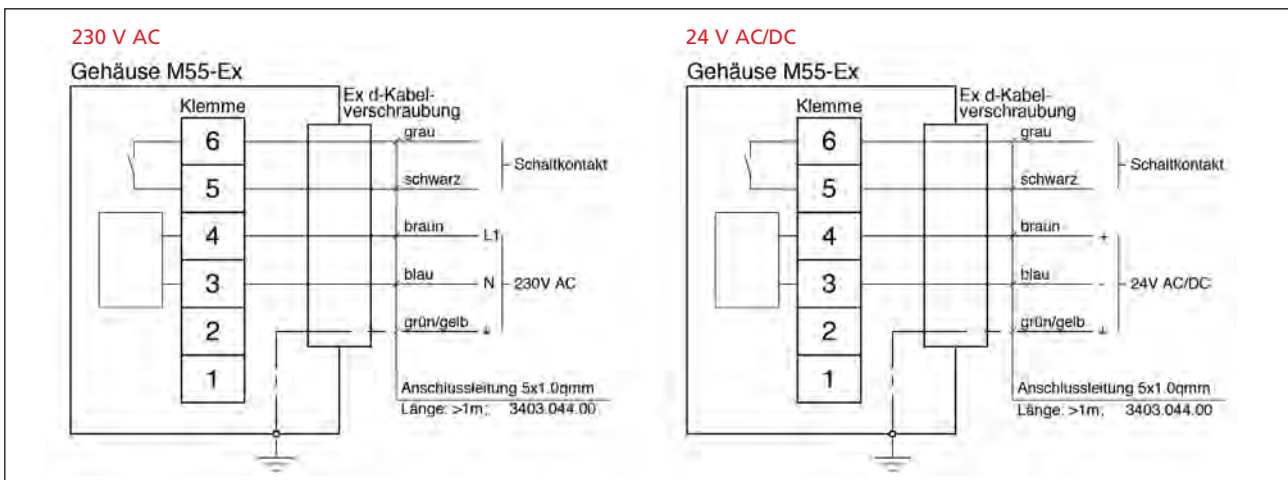 230 V AC
Gehäuse M55-Ex
Klemme
Ex d-Kabel-
verschraubung
6
grau
5
schwarz
Schaltkontakt
4
braun
L1
3
blau
N
230V AC
2
grün/gelb
1
Anschlussleitung 5x1.0qmm
Länge: >1m; 3403.044.00
24 V AC/DC
Gehäuse M55-Ex
Klemme
Ex d-Kabel-
verschraubung
6
grau
5
schwarz
Schaltkontakt
4
braun
+
3
blau
-
24V AC/DC
2
grün/gelb
1
Anschlussleitung 5x1.0qmm
Länge: >1m; 3403.044.00